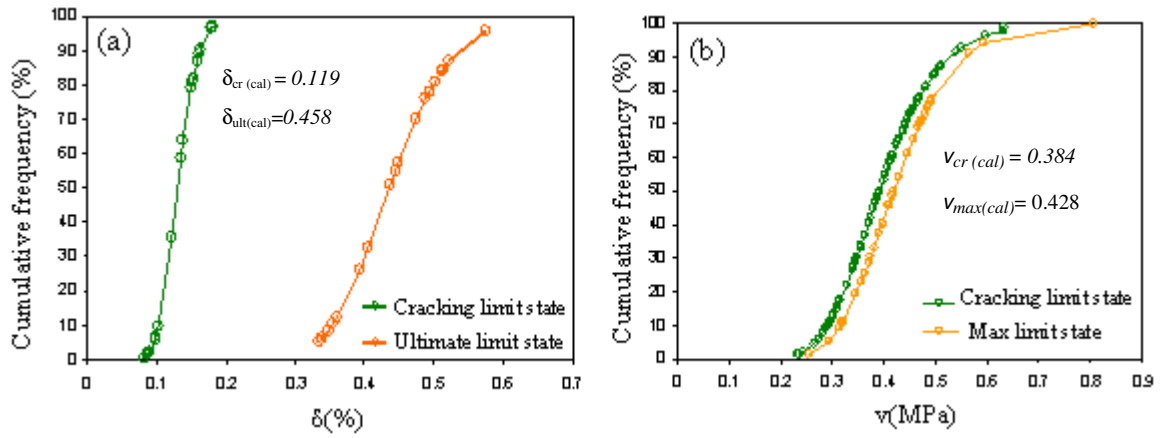 (a)
δcr (cal) = 0.119
δult(cal)=0.458
Cumulative frequency (%)
100
90
80
70
60
50
40
30
20
10
0
Cracking limit state
Ultimate limit state
0 0.1 0.2 0.3 0.4 0.5 0.6 0.7
δ(%)
(b)
vcr (cal) = 0.384
vmax(cal)= 0.428
Cumulative frequency (%)
100
90
80
70
60
50
40
30
20
10
0
Cracking limit state
Max limit state
0 0.1 0.2 0.3 0.4 0.5 0.6 0.7 0.8 0.9
v(MPa)